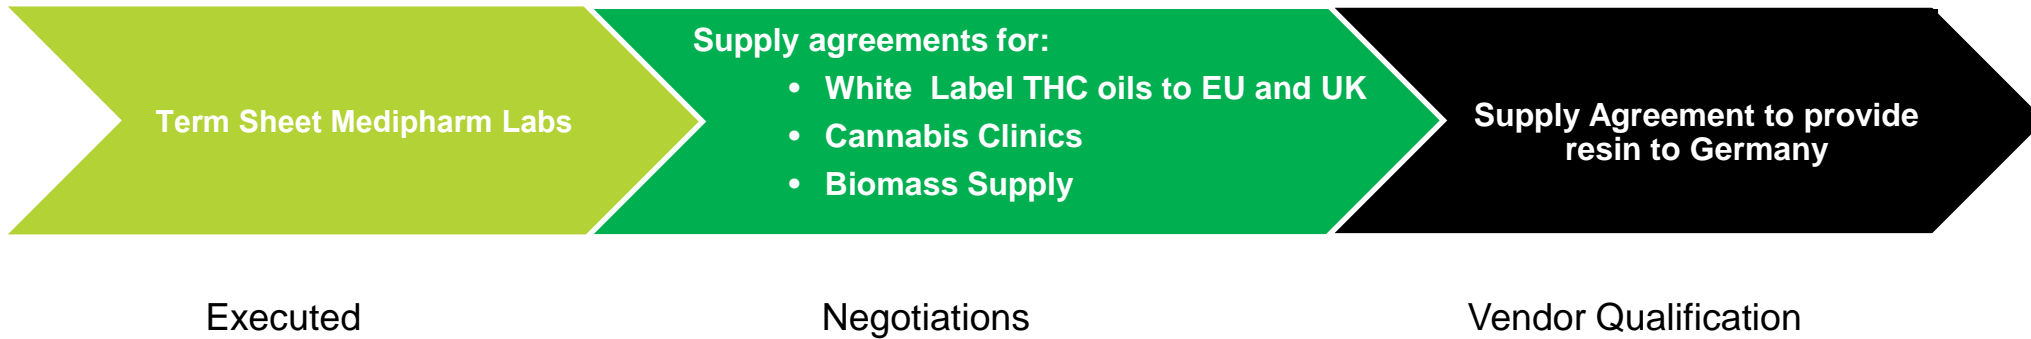 Term Sheet Medipharm Labs
Supply agreements for:
• White  Label THC oils to EU and UK
• Cannabis Clinics
• Biomass Supply
Supply Agreement to provide
resin to Germany
Executed
Negotiations
Vendor Qualification